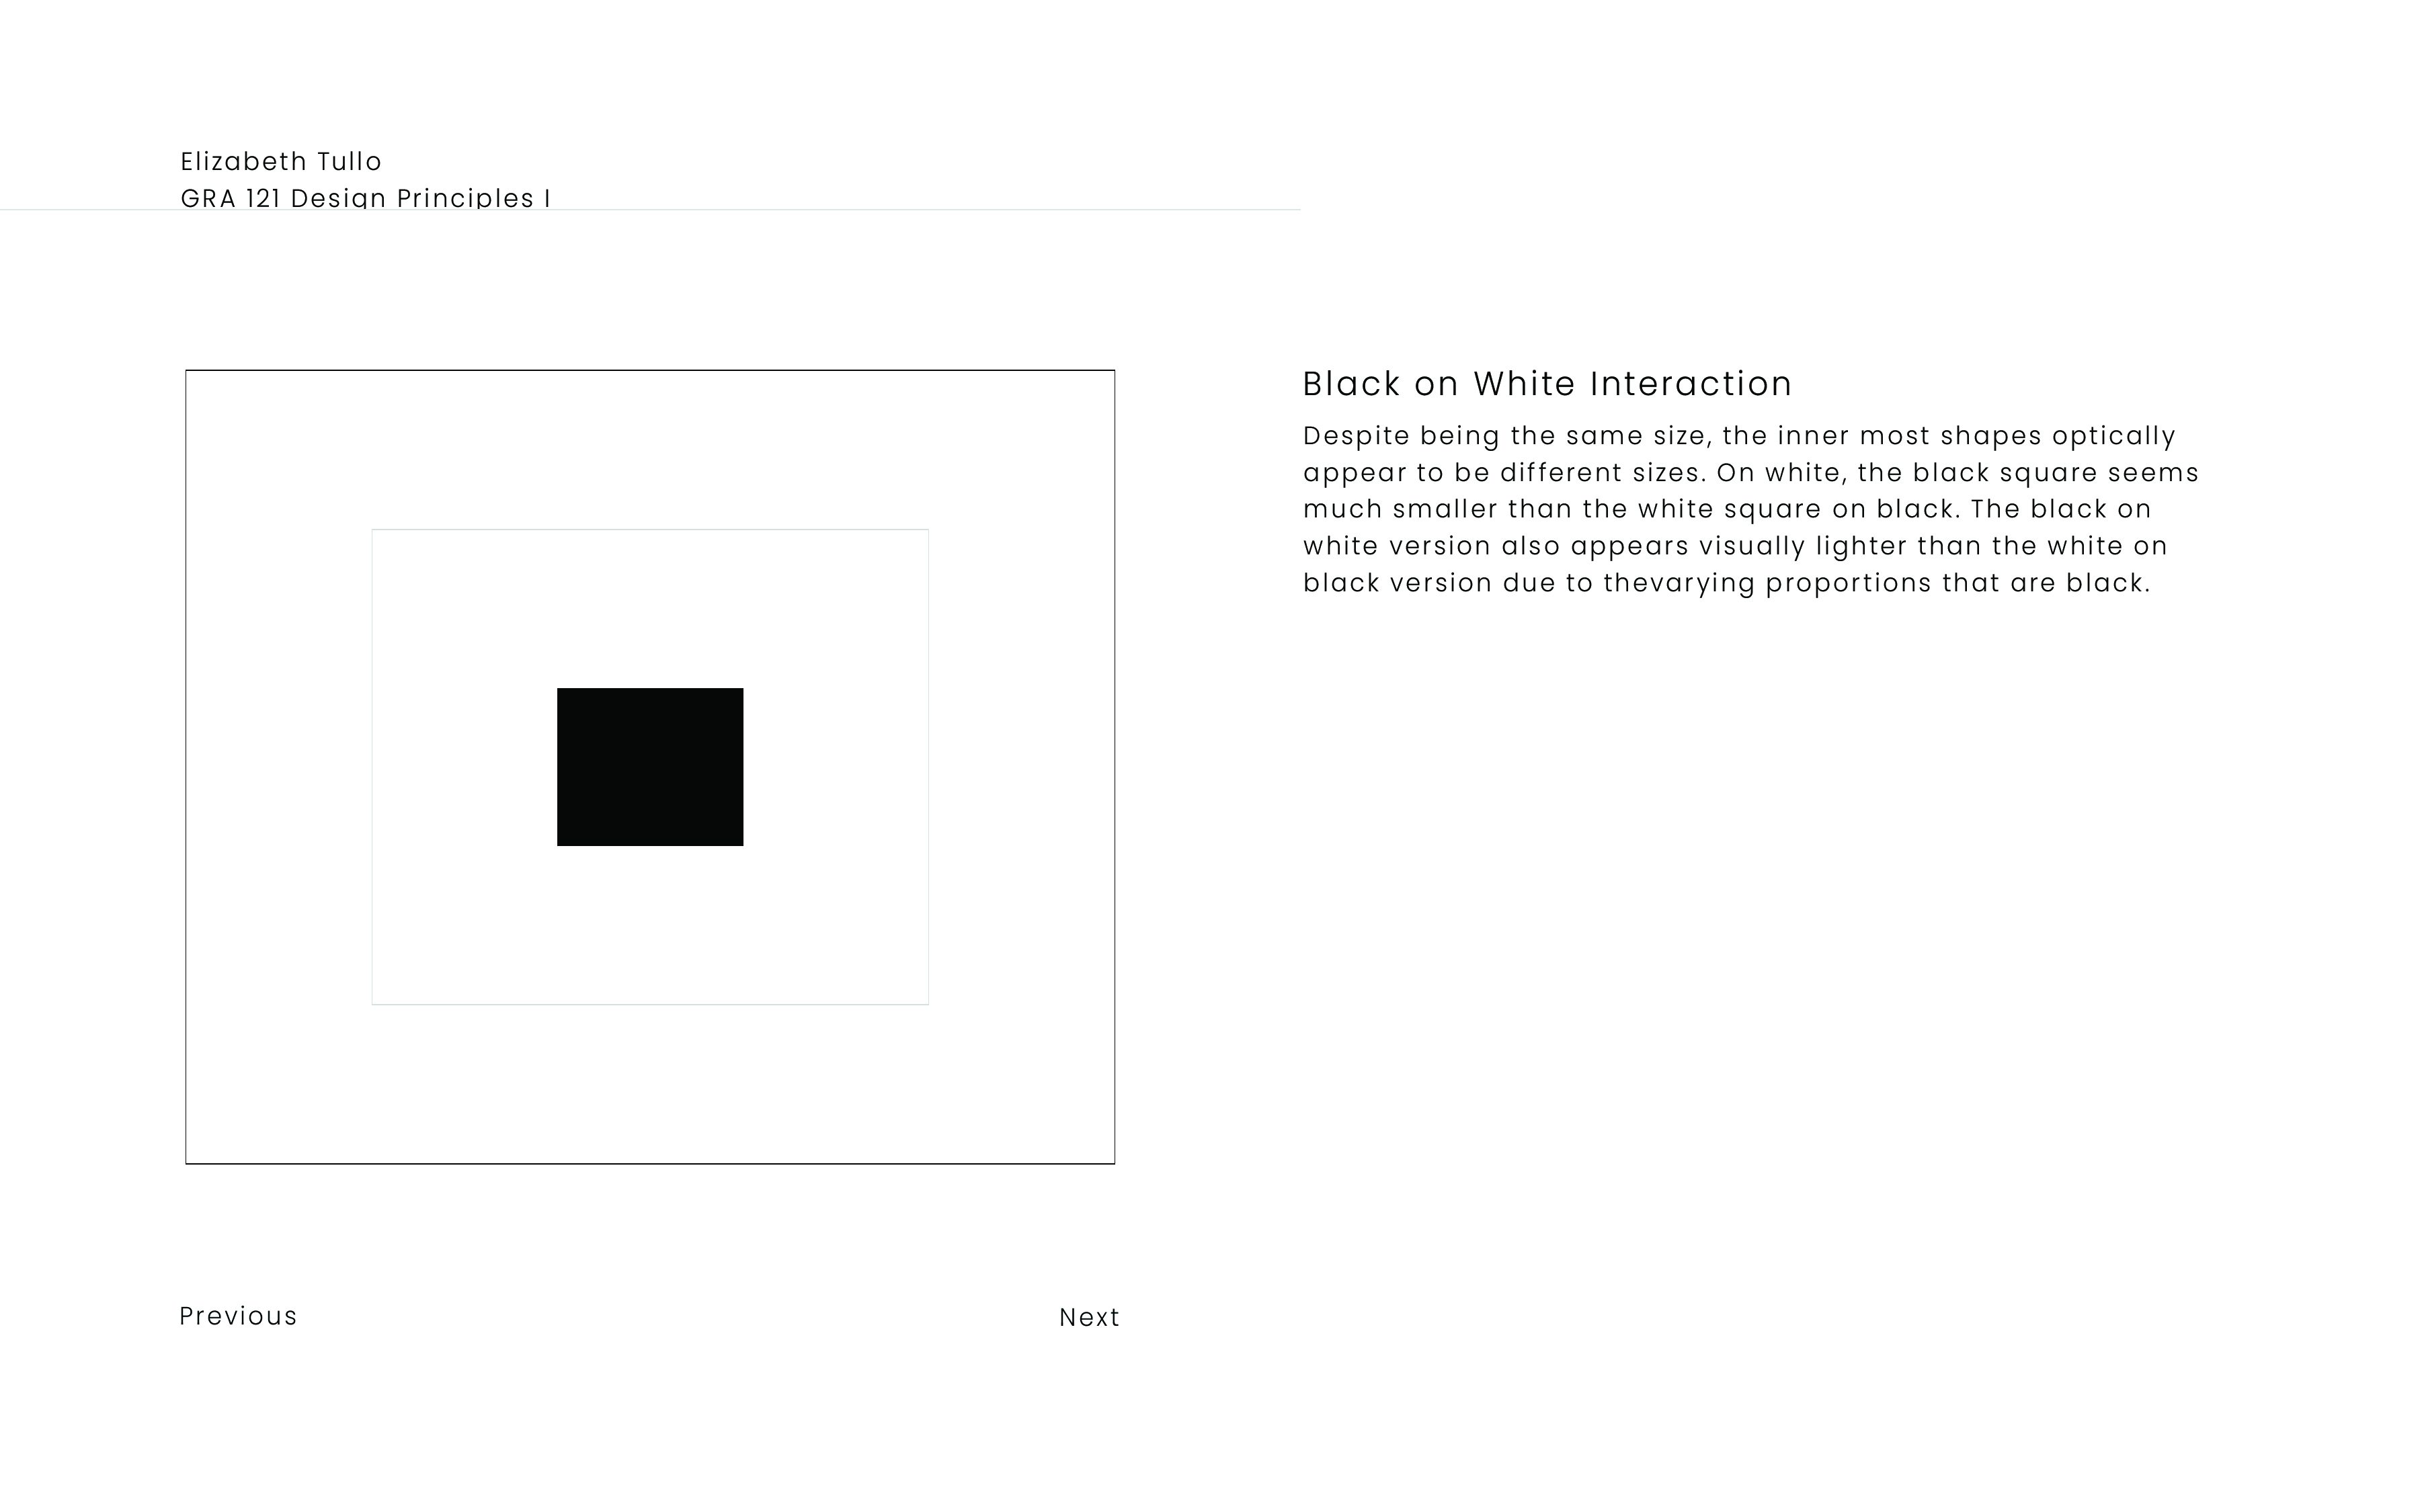 Elizabeth Tullo
GRA 121 Design Principles I
Black on White Interaction
Despite being the same size, the inner most shapes optically
appear to be different sizes. On white, the black square seems
much smaller than the white square on black. The black on
white version also appears visually lighter than the white on
black version due to thevarying proportions that are black.
Previous
Next